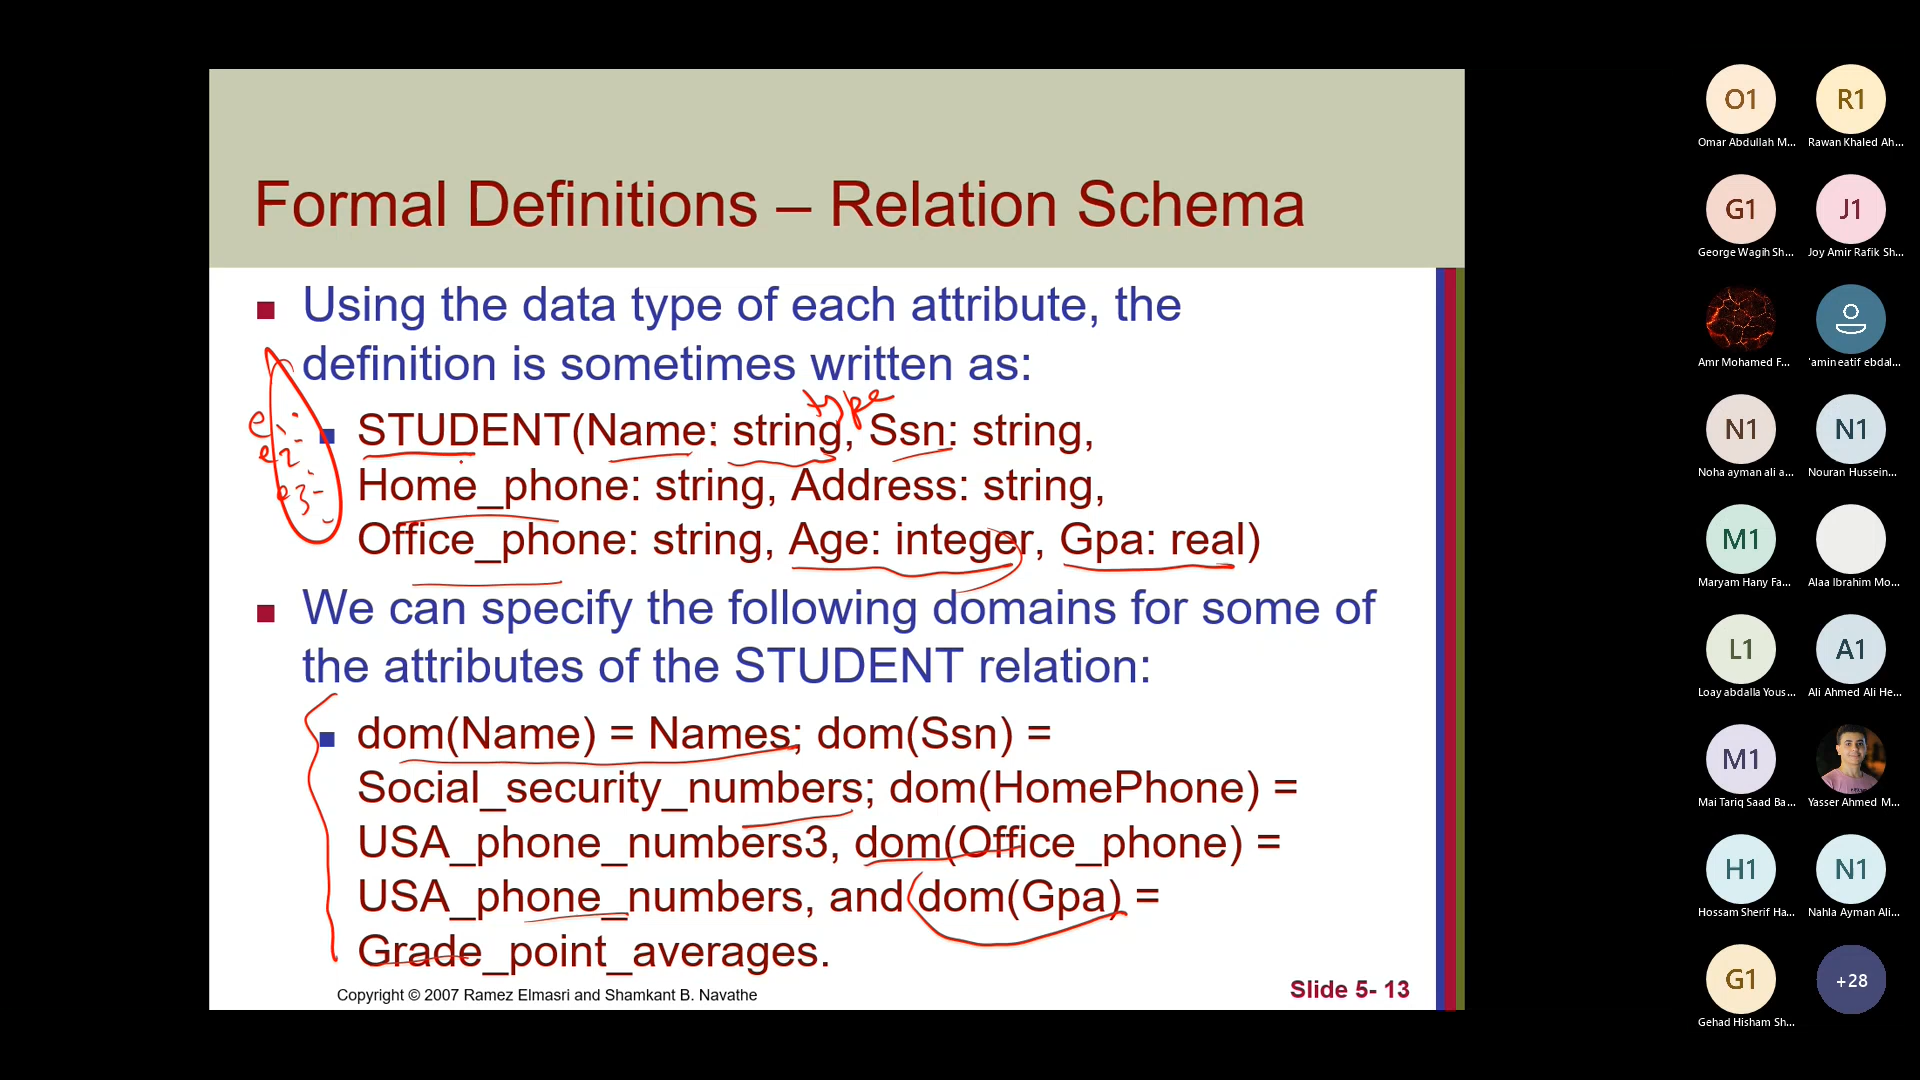 Formal Definitions – Relation Schema
Using the data type of each attribute, the
definition is sometimes written as:
type
STUDENT(Name: string, Ssn: string,
Home_phone: string, Address: string,
Office_phone: string, Age: integer, Gpa: real)
e1
e2
e3
We can specify the following domains for some of
the attributes of the STUDENT relation:
dom(Name) = Names; dom(Ssn) =
Social_security_numbers; dom(HomePhone) =
USA_phone_numbers3, dom(Office_phone) =
USA_phone_numbers, and dom(Gpa) =
Grade_point_averages.
Copyright © 2007 Ramez Elmasri and Shamkant B. Navathe
Slide 5- 13
O1
R1
Omar Abdullah M...
Rawan Khaled Ah...
G1
J1
George Wagih Sh...
Joy Amir Rafik Sh...
Amr Mohamed F...
'amin eatif ebdal...
N1
N1
Noha ayman ali a...
Nouran Hussein...
M1
Maryam Hany Fa...
Alaa Ibrahim Mo...
L1
A1
Loay abdalla Yous...
Ali Ahmed Ali He...
M1
Mai Tariq Saad Ba...
Yasser Ahmed M...
H1
N1
Hossam Sherif Ha...
Nahla Ayman Ali...
G1
+28
Gehad Hisham Sh...